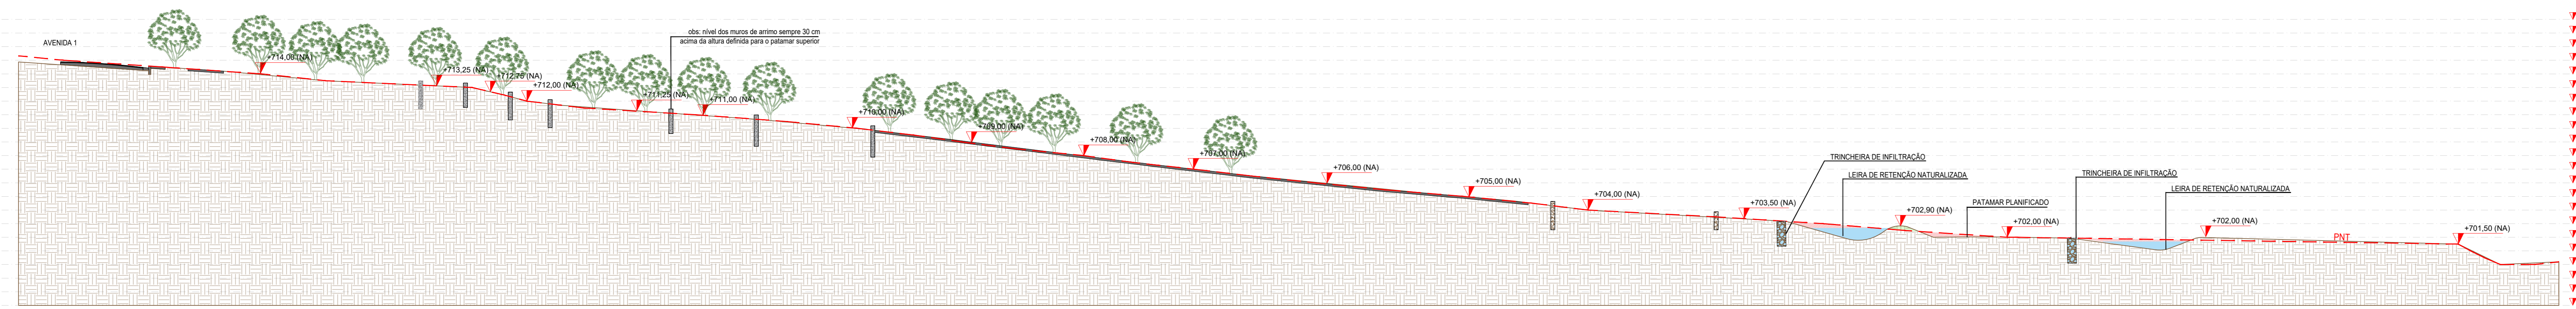 AVENIDA 1
obs: nível dos muros de arrimo sempre 30 cm
acima da altura definida para o patamar superior
+714,00 (NA)
+713,25 (NA)
+712,75 (NA)
+712,00 (NA)
+711,25 (NA)
+711,00 (NA)
+710,00 (NA)
+709,00 (NA)
+708,00 (NA)
+707,00 (NA)
+706,00 (NA)
+705,00 (NA)
+704,00 (NA)
+703,50 (NA)
TRINCHEIRA DE INFILTRAÇÃO
LEIRA DE RETENÇÃO NATURALIZADA
+702,90 (NA)
PATAMAR PLANIFICADO
+702,00 (NA)
TRINCHEIRA DE INFILTRAÇÃO
LEIRA DE RETENÇÃO NATURALIZADA
+702,00 (NA)
PNT
+701,50 (NA)